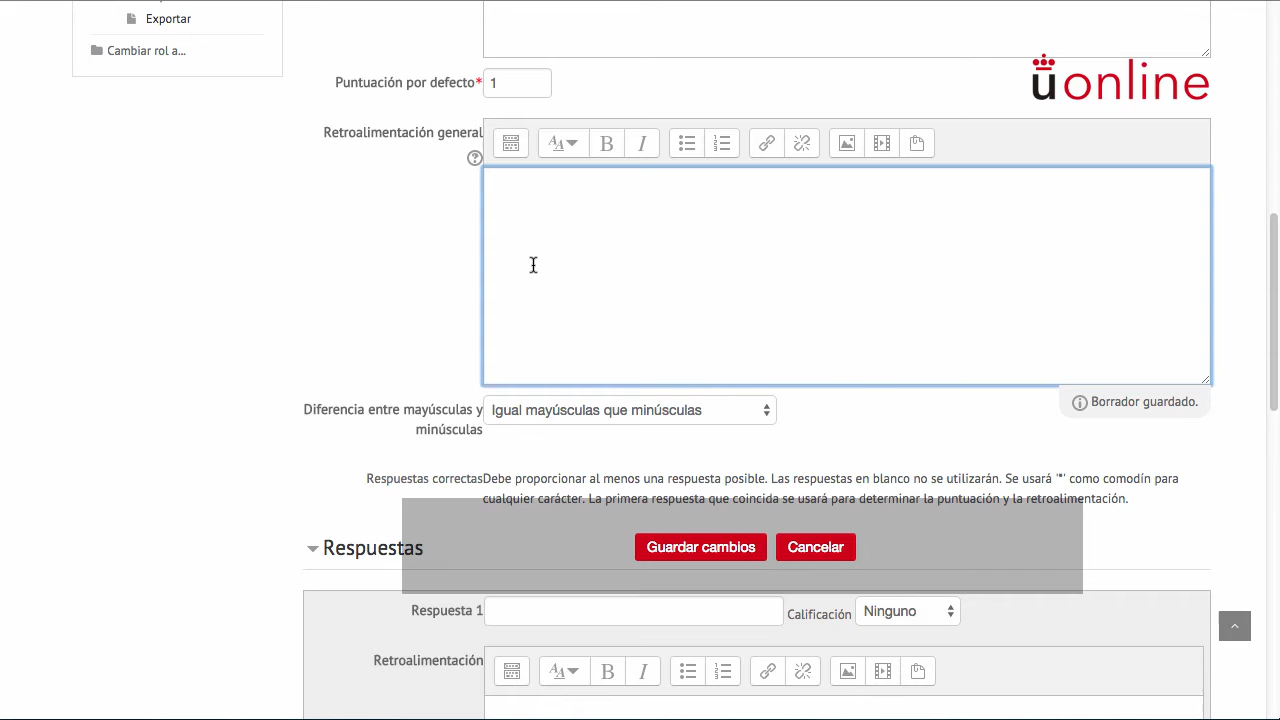 Exportar
Cambiar rol a...
Puntuación por defecto* 1
üonline
Retroalimentación general
Diferencia entre mayúsculas y
minúsculas
Igual mayúsculas que minúsculas
Borrador guardado.
Respuestas correctas Debe proporcionar al menos una respuesta posible. Las respuestas en blanco no se utilizarán. Se usará '*' como comodín para
cualquier carácter. La primera respuesta que coincida se usará para determinar la puntuación y la retroalimentación.
Respuestas
Guardar cambios Cancelar
Respuesta 1 Calificación Ninguno
Retroalimentación